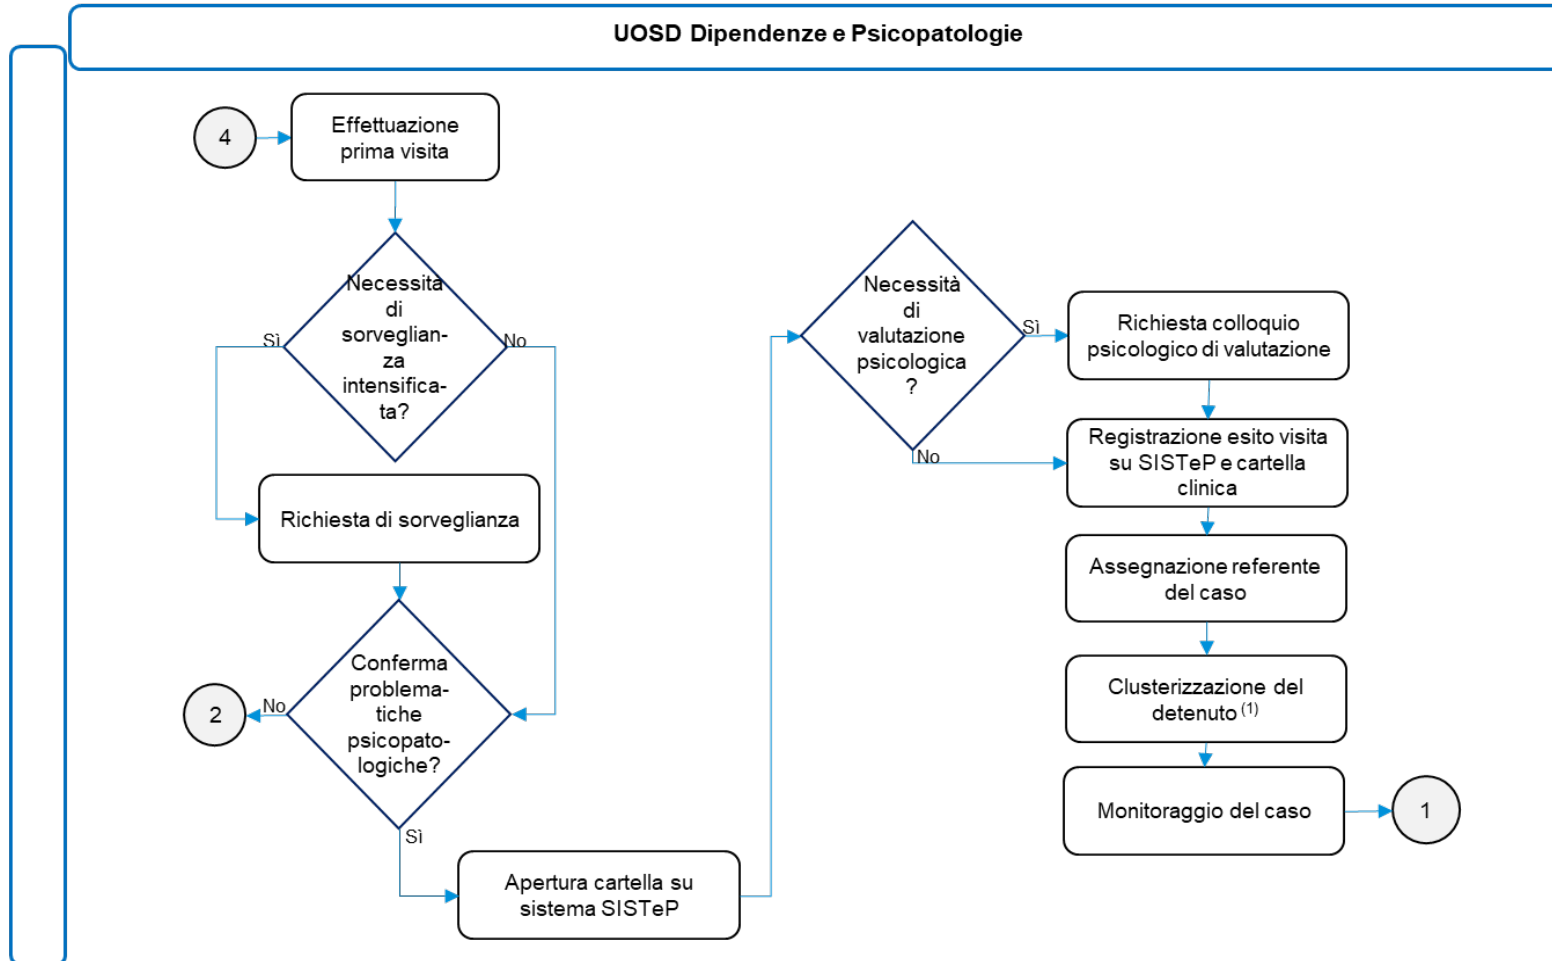 UOSD Dipendenze e Psicopatologie
4
Effettuazione
prima visita
Necessità
di
sorveglian-
za
intensifica-
ta?
Sì
No
Richiesta di sorveglianza
Conferma
problema-
tiche
psicopato-
logiche?
No
2
Sì
Apertura cartella su
sistema SISTeP
Necessità
di
valutazione
psicologica
?
Sì
No
Richiesta colloquio
psicologico di valutazione
Registrazione esito visita
su SISTeP e cartella
clinica
Assegnazione referente
del caso
Clusterizzazione del
detenuto (1)
Monitoraggio del caso
1